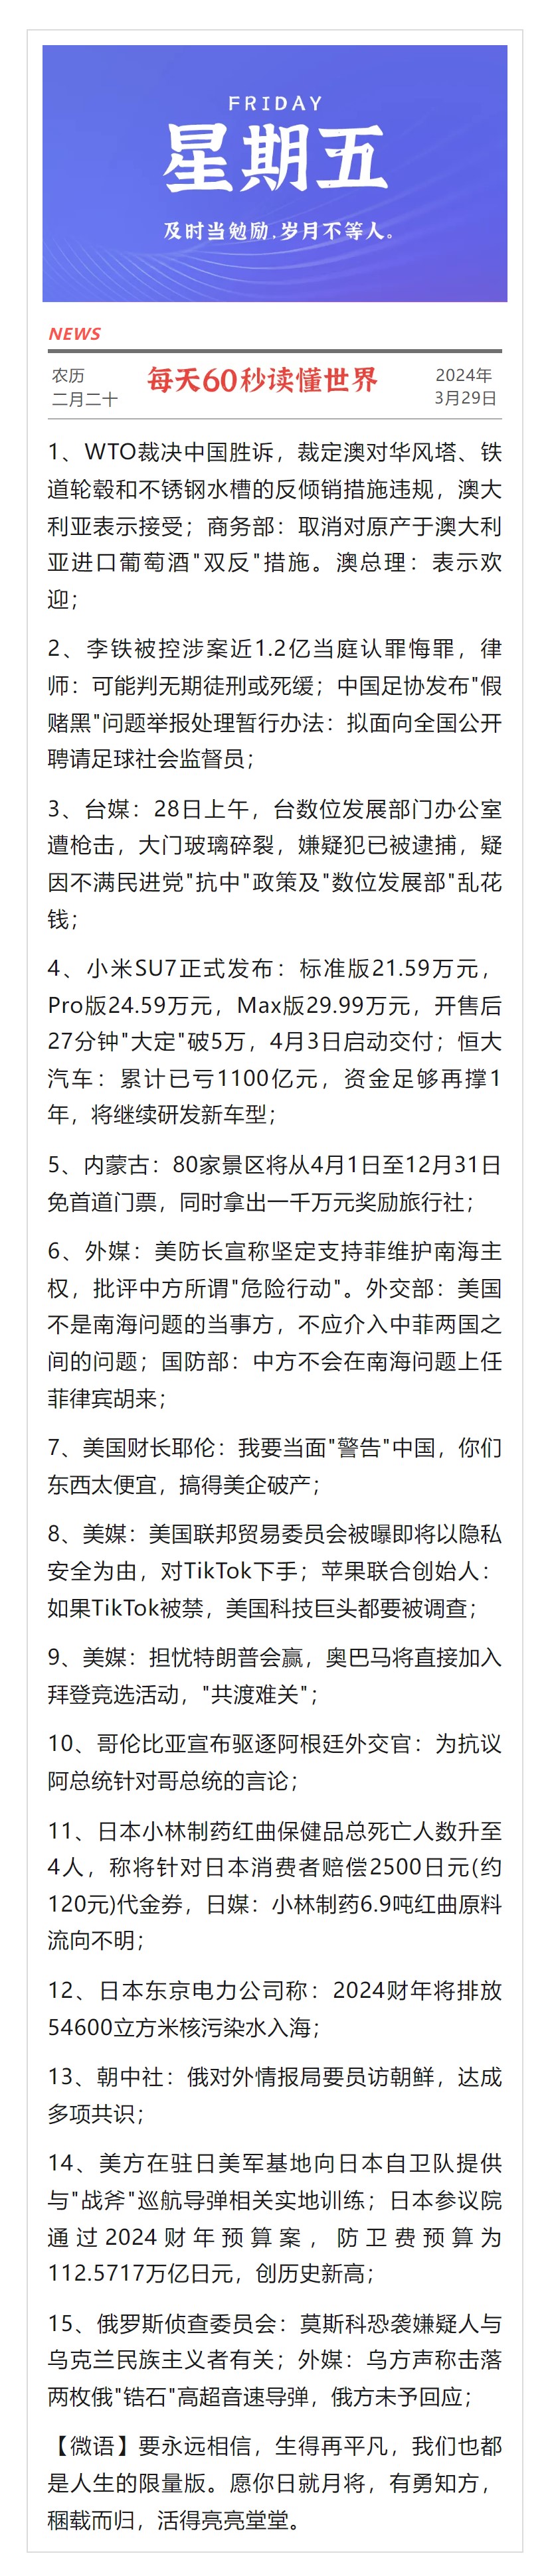 FRIDAY
星期五
及时当勉励.岁月不等人。
NEWS
农历
二月二十
每天60秒读懂世界
2024年
3月29日
1、WTO裁决中国胜诉，裁定澳对华风塔、铁
道轮毂和不锈钢水槽的反倾销措施违规，澳大
利亚表示接受；商务部：取消对原产于澳大利
亚进口葡萄酒"双反"措施。澳总理：表示欢
迎；
2、李铁被控涉案近1.2亿当庭认罪悔罪，律
师：可能判无期徒刑或死缓；中国足协发布"假
赌黑"问题举报处理暂行办法：拟面向全国公开
聘请足球社会监督员；
3、台媒：28日上午，台数位发展部门办公室
遭枪击，大门玻璃碎裂，嫌疑犯已被逮捕，疑
因不满民进党"抗中"政策及"数位发展部"乱花
钱；
4、小米SU7正式发布：标准版21.59万元，
Pro版24.59万元，Max版29.99万元，开售后
27分钟"大定"破5万，4月3日启动交付；恒大
汽车：累计已亏1100亿元，资金足够再撑1
年，将继续研发新车型；
5、内蒙古：80家景区将从4月1日至12月31日
免首道门票，同时拿出一千万元奖励旅行社；
6、外媒：美防长宣称坚定支持菲维护南海主
权，批评中方所谓"危险行动"。外交部：美国
不是南海问题的当事方，不应介入中菲两国之
间的问题；国防部：中方不会在南海问题上任
菲律宾胡来；
7、美国财长耶伦：我要当面"警告"中国，你们
东西太便宜，搞得美企破产；
8、美媒：美国联邦贸易委员会被曝即将以隐私
安全为由，对TikTok下手；苹果联合创始人：
如果TikTok被禁，美国科技巨头都要被调查；
9、美媒：担忧特朗普会赢，奥巴马将直接加入
拜登竞选活动，"共渡难关"；
10、哥伦比亚宣布驱逐阿根廷外交官：为抗议
阿总统针对哥总统的言论；
11、日本小林制药红曲保健品总死亡人数升至
4人，称将针对日本消费者赔偿2500日元(约
120元)代金券，日媒：小林制药6.9吨红曲原料
流向不明；
12、日本东京电力公司称：2024财年将排放
54600立方米核污染水入海；
13、朝中社：俄对外情报局要员访朝鲜，达成
多项共识；
14、美方在驻日美军基地向日本自卫队提供
与"战斧"巡航导弹相关实地训练；日本参议院
通过2024财年预算案，防卫费预算为
112.5717万亿日元，创历史新高；
15、俄罗斯侦查委员会：莫斯科恐袭嫌疑人与
乌克兰民族主义者有关；外媒：乌方声称击落
两枚俄"锆石"高超音速导弹，俄方未予回应；
【微语】要永远相信，生得再平凡，我们也都
是人生的限量版。愿你日就月将，有勇知方，
稇载而归，活得亮亮堂堂。